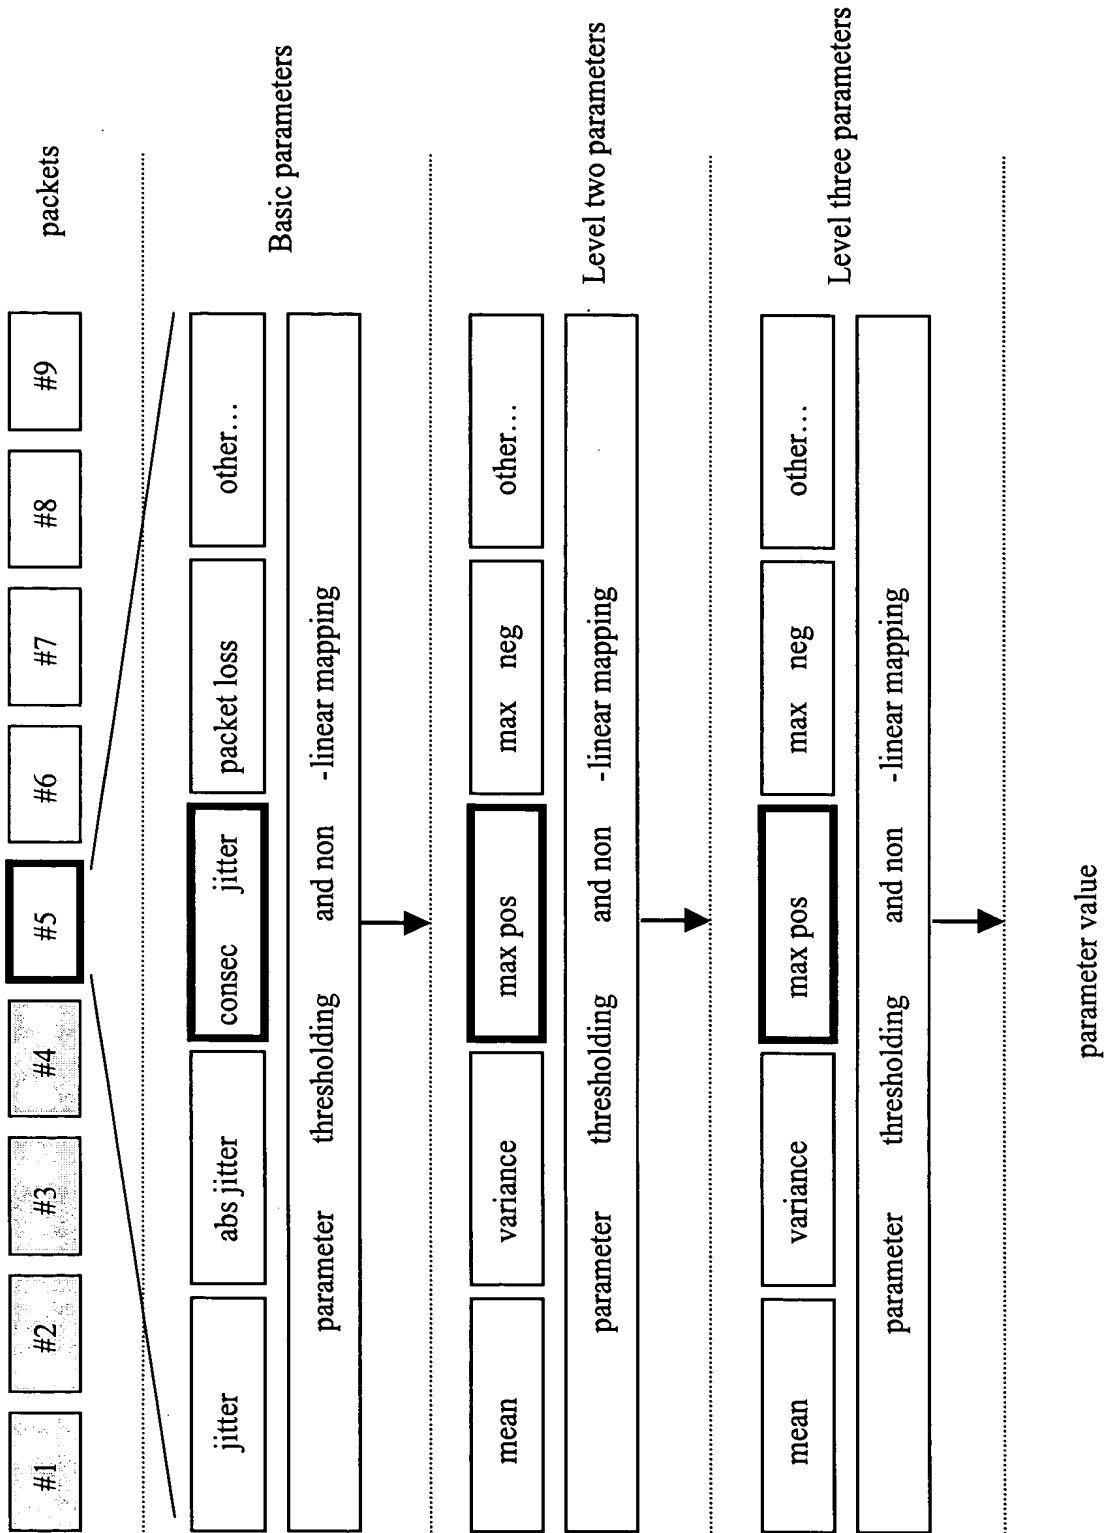 #1 #2 #3 #4 #5 #6 #7 #8 #9 packets
jitter abs jitter consec jitter packet loss other... Basic parameters
parameter thresholding and non -linear mapping
mean variance max pos max neg other... Level two parameters
parameter thresholding and non -linear mapping
mean variance max pos max neg other... Level three parameters
parameter thresholding and non -linear mapping
parameter value